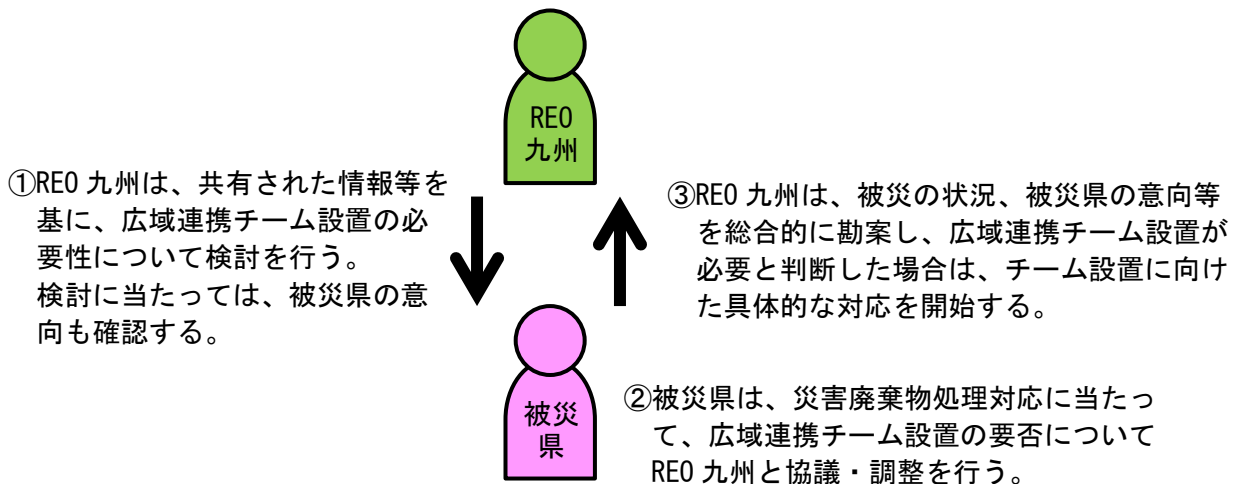 REO
九州
①REO 九州は、共有された情報等を
基に、広域連携チーム設置の必
要性について検討を行う。
検討に当たっては、被災県の意
向も確認する。
③REO 九州は、被災の状況、被災県の意向等
を総合的に勘案し、広域連携チーム設置が
必要と判断した場合は、チーム設置に向け
た具体的な対応を開始する。
被災
県
②被災県は、災害廃棄物処理対応に当たっ
て、広域連携チーム設置の要否について
REO 九州と協議・調整を行う。